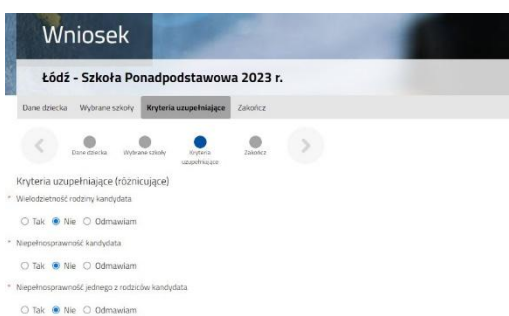 Wniosek
Łódź - Szkoła Ponadpodstawowa 2023 r.
Dane dziecka Wybrane szkoły Kryteria uzupełniające Zakończ
Dane dziecka Wybrane szkoły Kryteria uzupełniające Zakończ
Kryteria uzupełniające (różnicujące)
* Wielodzietność rodziny kandydata
Tak Nie Odmawiam
* Niepełnosprawność kandydata
Tak Nie Odmawiam
* Niepełnosprawność jednego z rodziców kandydata
Tak Nie Odmawiam